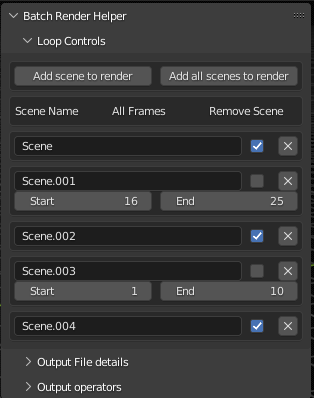 Batch Render Helper
Loop Controls
Add scene to render Add all scenes to render
Scene Name All Frames Remove Scene
Scene
Scene.001
Start 16 End 25
Scene.002
Scene.003
Start 1 End 10
Scene.004
Output File details
Output operators